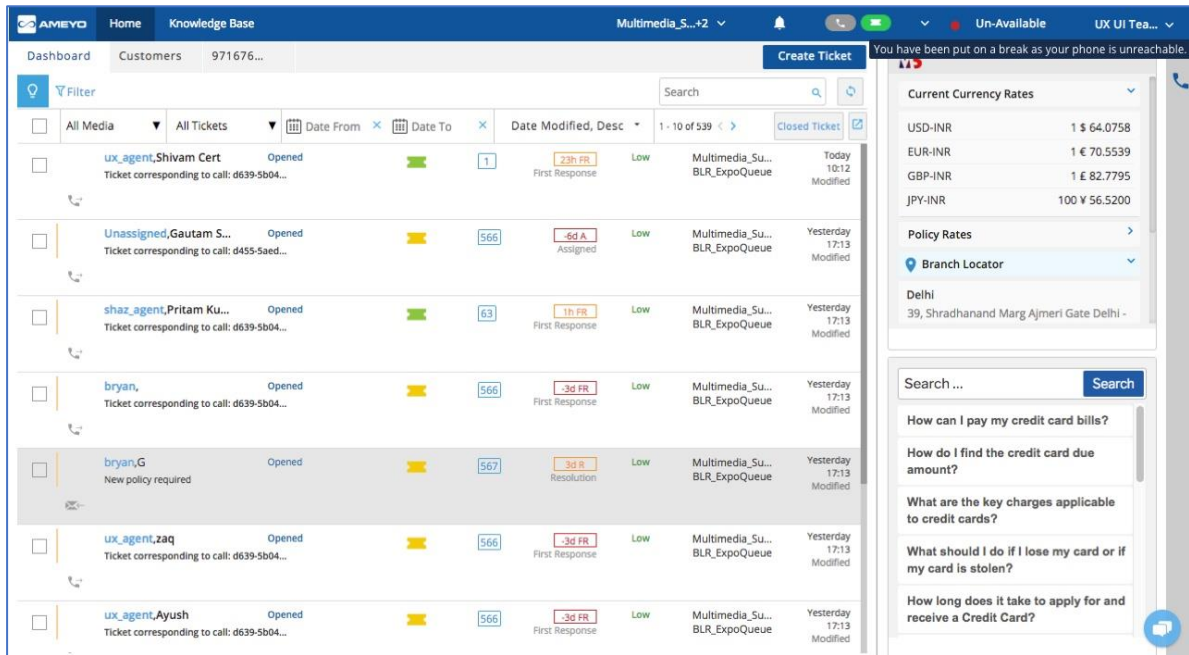 AMEYO Home Knowledge Base Multimedia_S...+2 Un-Available UX UI Tea...
You have been put on a break as your phone is unreachable.
Dashboard Customers 971676... Create Ticket
Filter Search
All Media All Tickets Date From × Date To × Date Modified, Desc 1 - 10 of 539 < > Closed Ticket
ux_agent,Shivam Cert Opened 1 23h FR Low Multimedia_Su... Today
Ticket corresponding to call: d639-5b04... First Response BLR_ExpoQueue 10:12
Modified
Unassigned,Gautam S... Opened 566 -6d A Low Multimedia_Su... Yesterday
Ticket corresponding to call: d455-5aed... Assigned BLR_ExpoQueue 17:13
Modified
shaz_agent,Pritam Ku... Opened 63 1h FR Low Multimedia_Su... Yesterday
Ticket corresponding to call: d639-5b04... First Response BLR_ExpoQueue 17:13
Modified
bryan, Opened 566 -3d FR Low Multimedia_Su... Yesterday
Ticket corresponding to call: d639-5b04... First Response BLR_ExpoQueue 17:13
Modified
bryan,G Opened 567 3d R Low Multimedia_Su... Yesterday
New policy required Resolution BLR_ExpoQueue 17:13
Modified
ux_agent,zaq Opened 566 -3d FR Low Multimedia_Su... Yesterday
Ticket corresponding to call: d639-5b04... First Response BLR_ExpoQueue 17:13
Modified
ux_agent,Ayush Opened 566 -3d FR Low Multimedia_Su... Yesterday
Ticket corresponding to call: d639-5b04... First Response BLR_ExpoQueue 17:13
Modified
Current Currency Rates
USD-INR 1 $ 64.0758
EUR-INR 1 € 70.5539
GBP-INR 1 £ 82.7795
JPY-INR 100 ¥ 56.5200
Policy Rates
Branch Locator
Delhi
39, Shradhanand Marg Ajmeri Gate Delhi -
Search ... Search
How can I pay my credit card bills?
How do I find the credit card due
amount?
What are the key charges applicable
to credit cards?
What should I do if I lose my card or if
my card is stolen?
How long does it take to apply for and
receive a Credit Card?